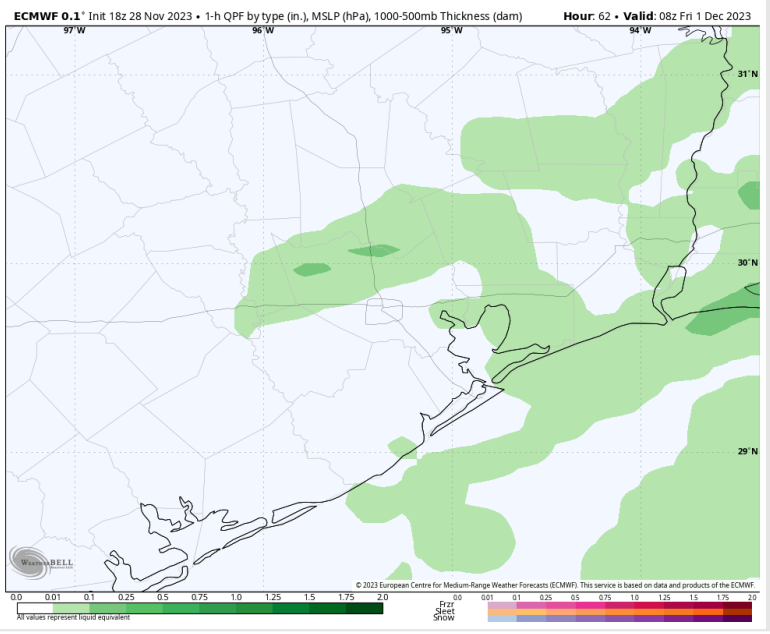 ECMWF 0.1° Init 18z 28 Nov 2023 • 1-h QPF by type (in.), MSLP (hPa), 1000-500mb Thickness (dam)
Hour: 62 • Valid: 08z Fri 1 Dec 2023
97°W 96°W 95°W 94°W
31°N
30°N
29°N
WEATHERBELL
© 2023 European Centre for Medium-Range Weather Forecasts (ECMWF). This service is based on data and products of the ECMWF.
0.0 0.01 0.1 0.25 0.5 0.75 1.0 1.25 1.5 1.75 2.0
All values represent liquid equivalent
0.0 0.01 0.1 0.25 0.5 0.75 1.0 1.25 1.5 1.75 2.0
Frzr
Sleet
Snow